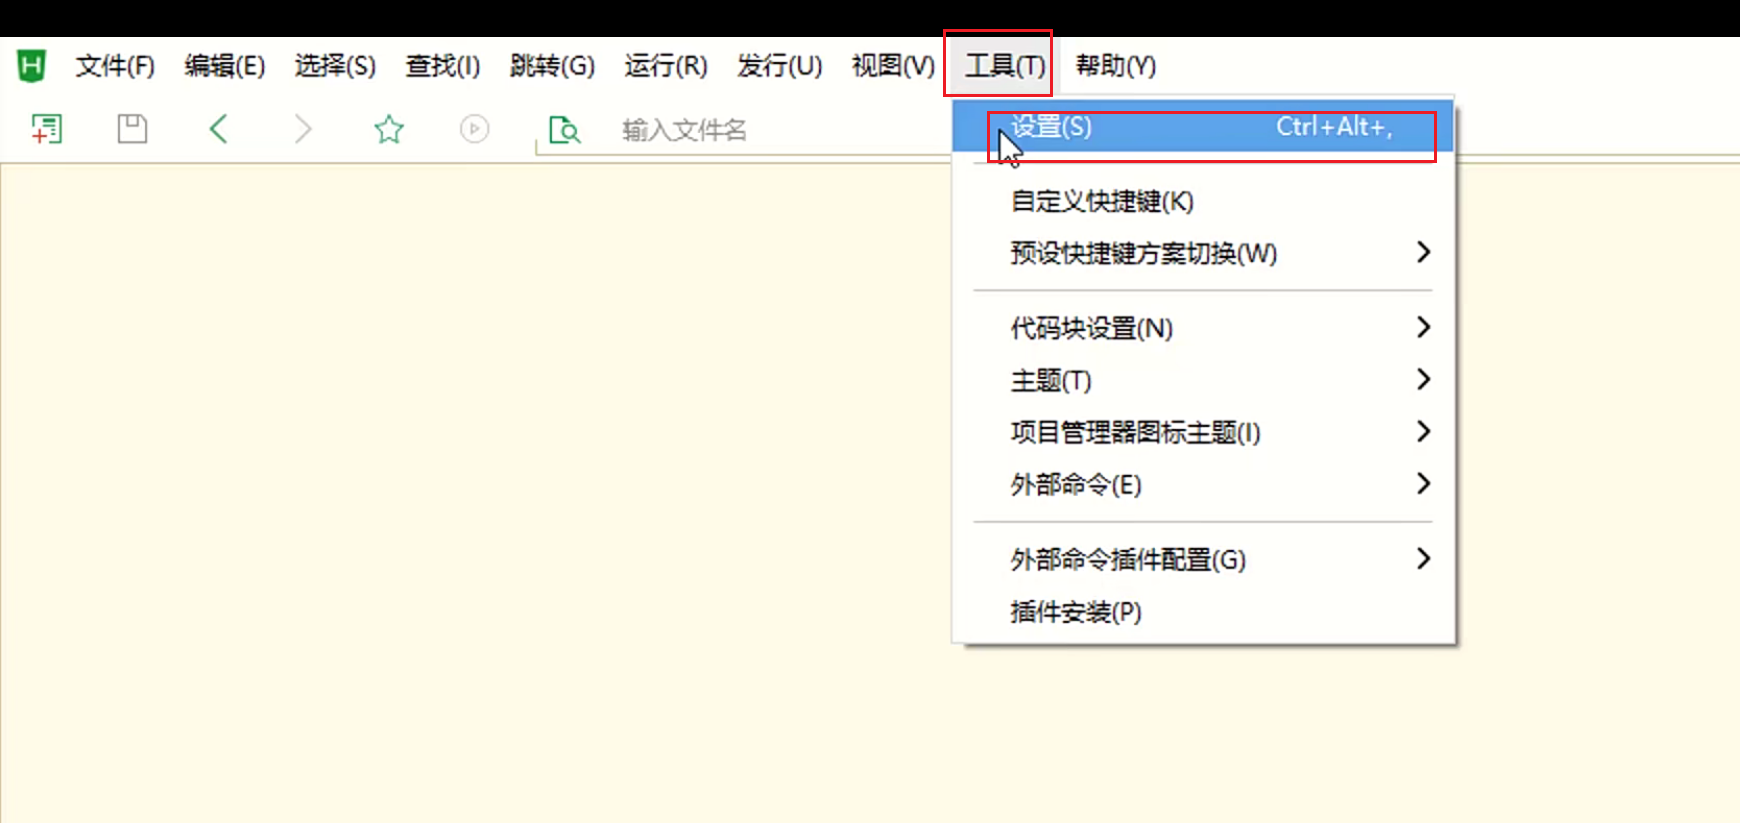 H 文件(F) 编辑(E) 选择(S) 查找(I) 跳转(G) 运行(R) 发行(U) 视图(V) 工具(T) 帮助(Y)
输入文件名
设置(S) Ctrl+Alt+,
自定义快捷键(K)
预设快捷键方案切换(W)
代码块设置(N)
主题(T)
项目管理器图标主题(I)
外部命令(E)
外部命令插件配置(G)
插件安装(P)